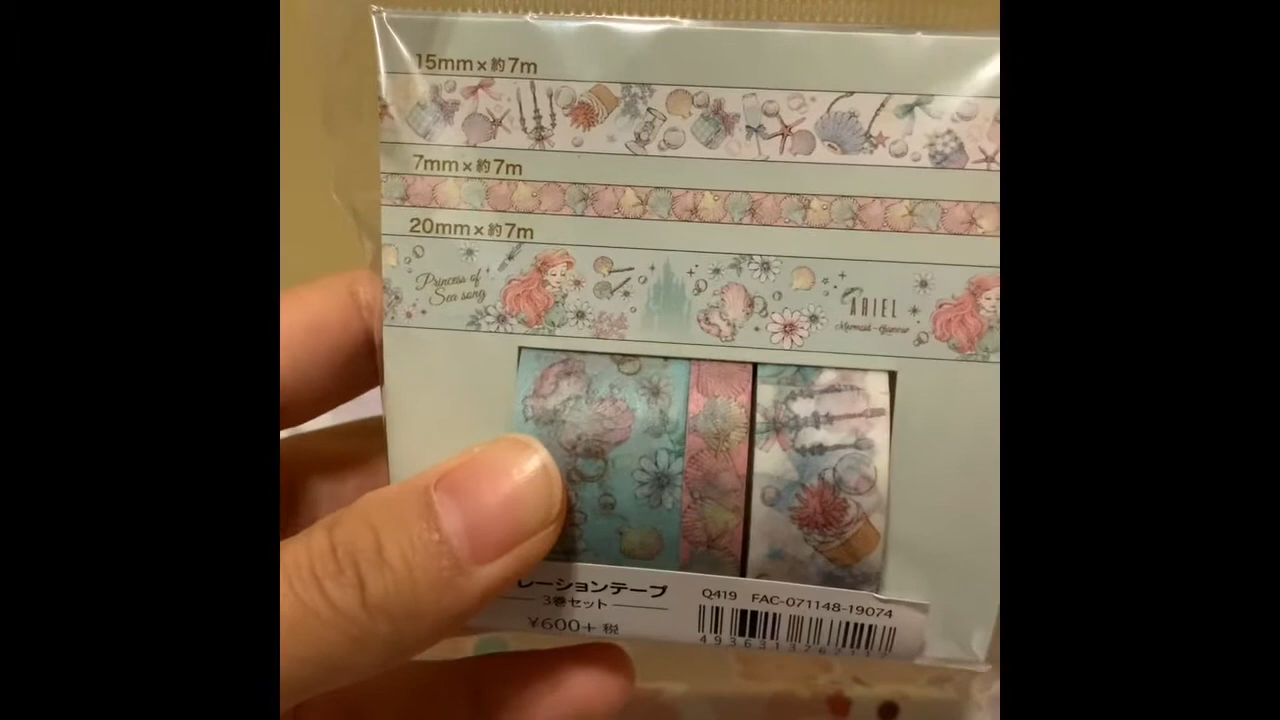 15mm×約7m
7mm×約7m
20mm×約7m
Princess of
Sea song
ARIEL
Mermaid
レーションテープ
3巻セット
¥600+税
Q419 FAC-071148-19074